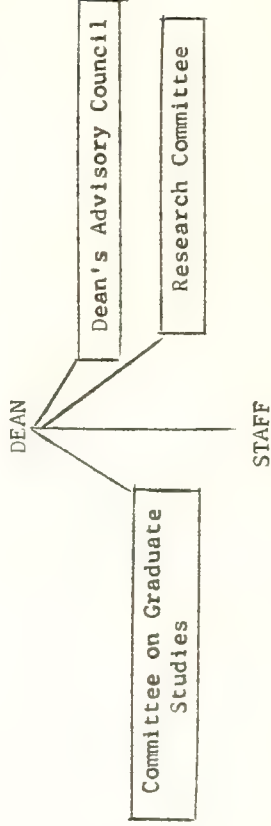 DEAN
Dean's Advisory Council
Research Committee
Committee on Graduate
Studies
STAFF